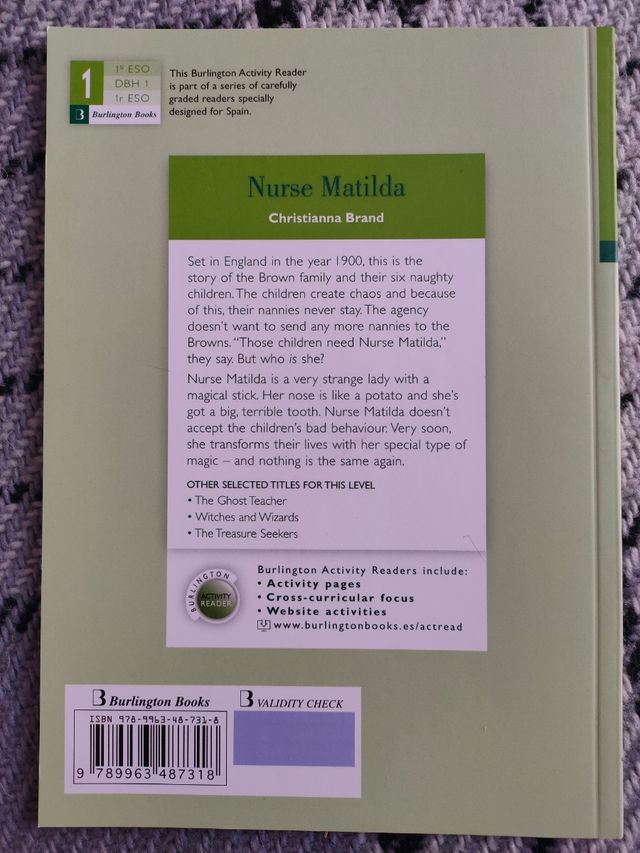 1
1º ESO
DBH 1
1r ESO
B Burlington Books
This Burlington Activity Reader
is part of a series of carefully
graded readers specially
designed for Spain.
Nurse Matilda
Christianna Brand
Set in England in the year 1900, this is the
story of the Brown family and their six naughty
children. The children create chaos and because
of this, their nannies never stay. The agency
doesn't want to send any more nannies to the
Browns. “Those children need Nurse Matilda,”
they say. But who is she?
Nurse Matilda is a very strange lady with a
magical stick. Her nose is like a potato and she's
got a big, terrible tooth. Nurse Matilda doesn't
accept the children's bad behaviour. Very soon,
she transforms their lives with her special type of
magic – and nothing is the same again.
OTHER SELECTED TITLES FOR THIS LEVEL
• The Ghost Teacher
• Witches and Wizards
• The Treasure Seekers
BURLINGTON
ACTIVITY
READER
Burlington Activity Readers include:
• Activity pages
• Cross-curricular focus
• Website activities
www.burlingtonbooks.es/actread
B Burlington Books
ISBN 978-9963-48-731-8
9 789963 487318
B VALIDITY CHECK